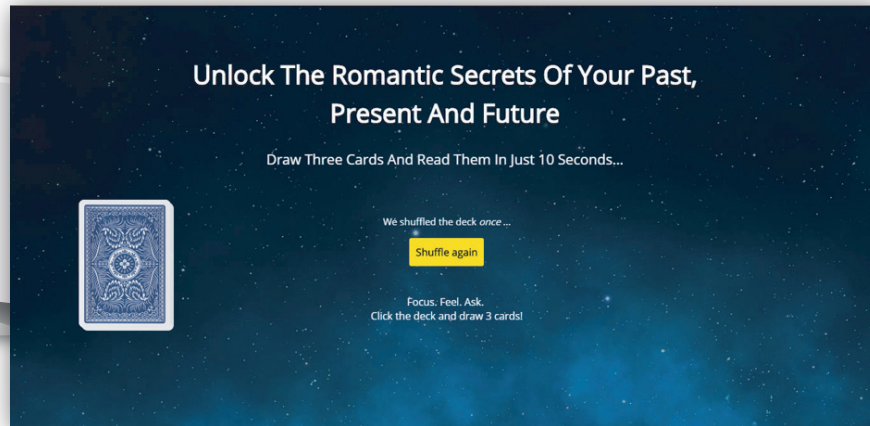 Unlock The Romantic Secrets Of Your Past,
Present And Future
Draw Three Cards And Read Them In Just 10 Seconds...
We shuffled the deck once ...
Shuffle again
Focus. Feel. Ask.
Click the deck and draw 3 cards!